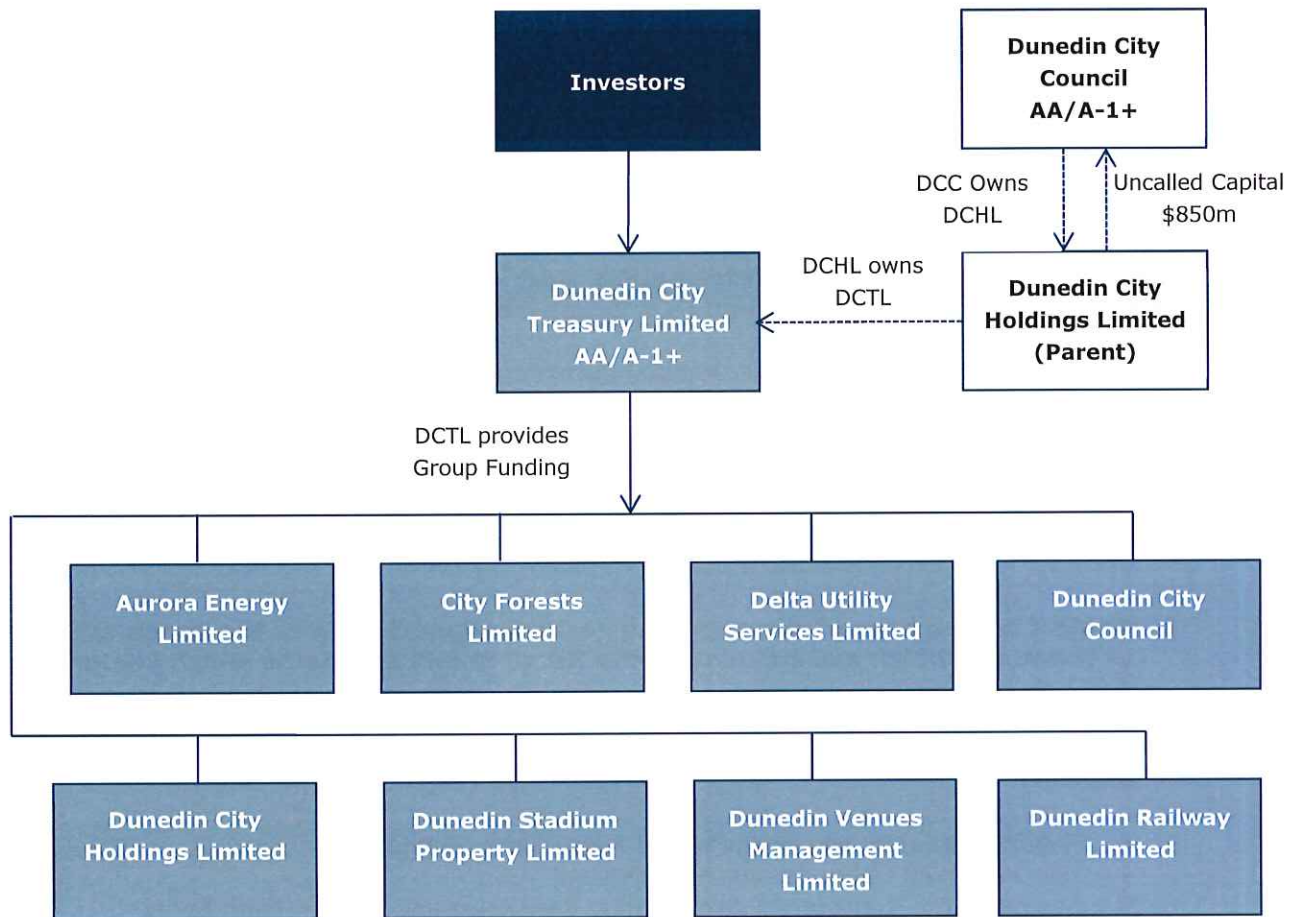 Investors
Dunedin City
Council
AA/A-1+
DCC Owns
DCHL
Uncalled Capital
$850m
Dunedin City
Treasury Limited
AA/A-1+
DCHL owns
DCTL
Dunedin City
Holdings Limited
(Parent)
DCTL provides
Group Funding
Aurora Energy
Limited
City Forests
Limited
Delta Utility
Services Limited
Dunedin City
Council
Dunedin City
Holdings Limited
Dunedin Stadium
Property Limited
Dunedin Venues
Management
Limited
Dunedin Railway
Limited